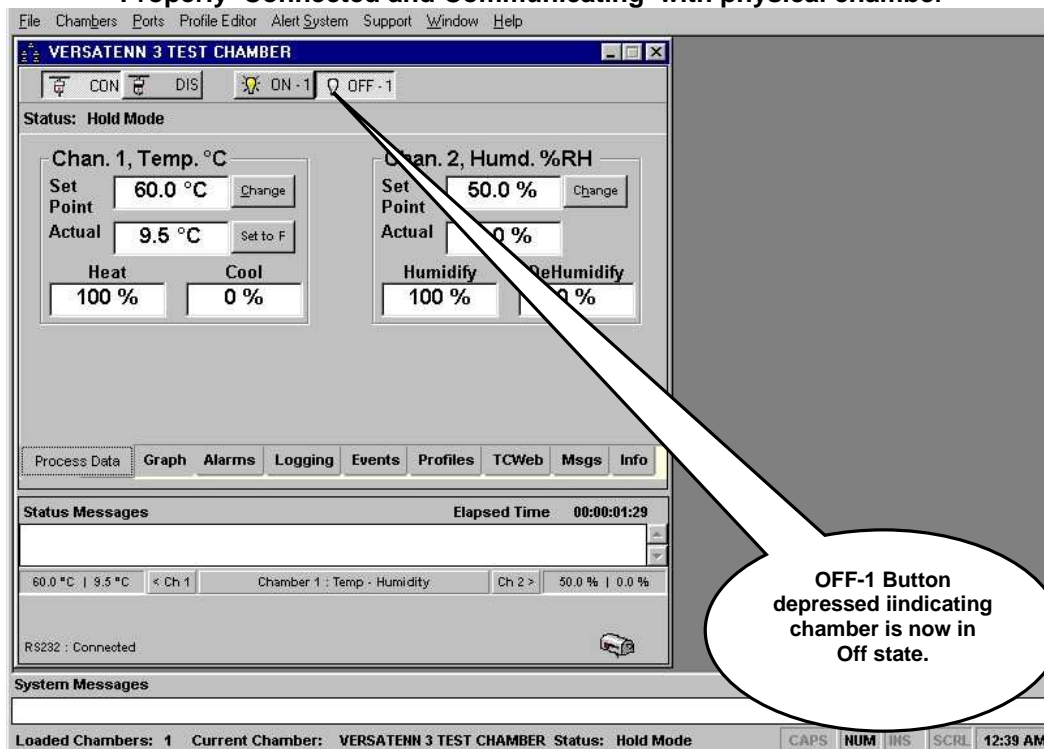 Properly 'Connected and Communicating' with physical chamber
File Chambers Ports Profile Editor Alert System Support Window Help
VERSATENN 3 TEST CHAMBER
CON DIS ON - 1 OFF - 1
Status: Hold Mode
Chan. 1, Temp. °C
Set Point 60.0 °C Change
Actual 9.5 °C Set to F
Heat Cool
100 % 0 %
Chan. 2, Humd. %RH
Set Point 50.0 % Change
Actual 0 %
Humidify DeHumidify
100 % 0 %
Process Data Graph Alarms Logging Events Profiles TCWeb Msgs Info
Status Messages Elapsed Time 00:00:01:29
60.0 °C | 9.5 °C < Ch 1 Chamber 1 : Temp - Humidity Ch 2 > 50.0 % | 0.0 %
RS232 : Connected
OFF-1 Button
depressed iindicating
chamber is now in
Off state.
System Messages
Loaded Chambers: 1 Current Chamber: VERSATENN 3 TEST CHAMBER Status: Hold Mode CAPS NUM INS SCRL 12:39 AM